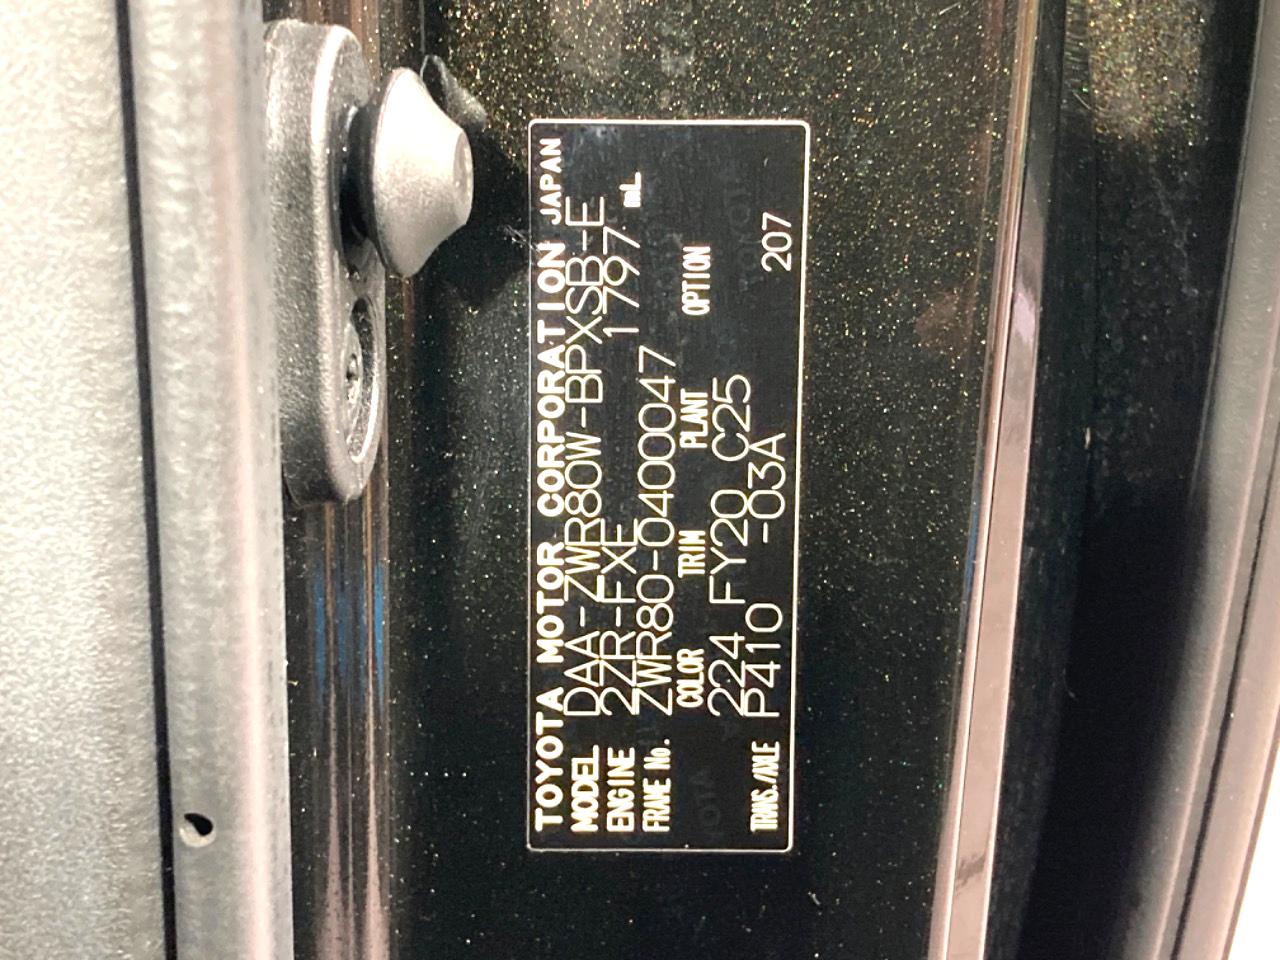 TOYOTA MOTOR CORPORATION JAPAN
MODEL DAA-ZWR80W-BPXSB-E
ENGINE 2ZR-FXE 1797 mL
FRAME No. ZWR80-0400047
COLOR TRIM PLANT OPTION
224 FY20 C25
TRANS./AXLE P410 -03A 207